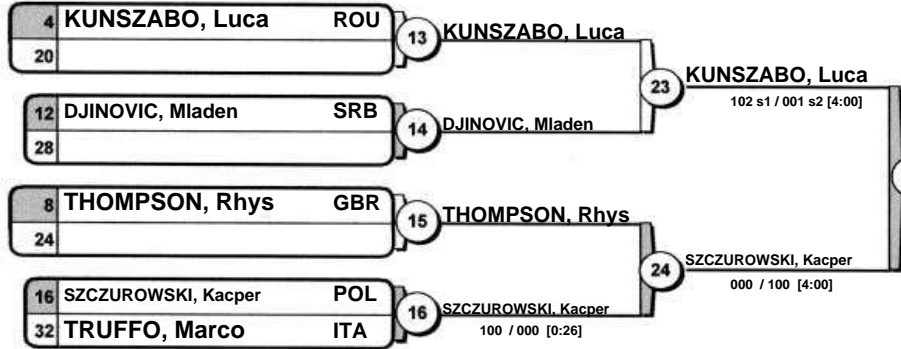 4 KUNSZABO, Luca ROU
20
13 KUNSZABO, Luca
12 DJINOVIC, Mladen SRB
28
14 DJINOVIC, Mladen
23 KUNSZABO, Luca
102 s1 / 001 s2 [4:00]
8 THOMPSON, Rhys GBR
24
15 THOMPSON, Rhys
16 SZCZUROWSKI, Kacper POL
32 TRUFFO, Marco ITA
16 SZCZUROWSKI, Kacper
100 / 000 [0:26]
24 SZCZUROWSKI, Kacper
000 / 100 [4:00]